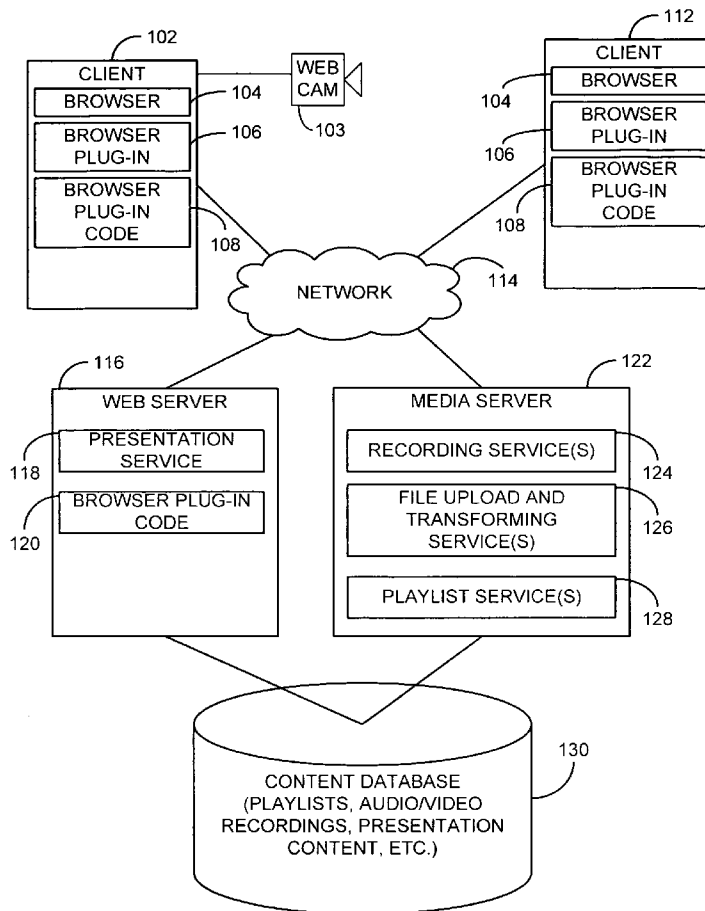 102
CLIENT
BROWSER
104
BROWSER
PLUG-IN
106
BROWSER
PLUG-IN
CODE
108
WEB
CAM
103
112
CLIENT
BROWSER
104
BROWSER
PLUG-IN
106
BROWSER
PLUG-IN
CODE
108
NETWORK
114
116
WEB SERVER
PRESENTATION
SERVICE
118
BROWSER PLUG-IN
CODE
120
122
MEDIA SERVER
RECORDING SERVICE(S)
124
FILE UPLOAD AND
TRANSFORMING
SERVICE(S)
126
PLAYLIST SERVICE(S)
128
CONTENT DATABASE
(PLAYLISTS, AUDIO/VIDEO
RECORDINGS, PRESENTATION
CONTENT, ETC.)
130